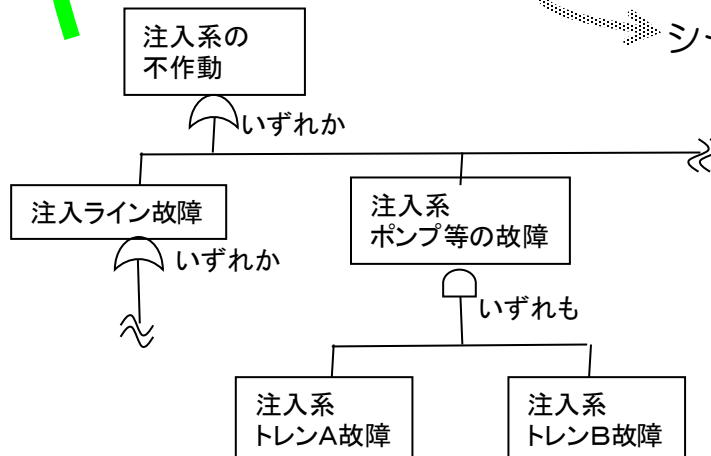 注入系の
不作動
シー
いずれか
注入ライン故障
注入系
ポンプ等の故障
いずれか
いずれも
注入系
トレンA故障
注入系
トレンB故障